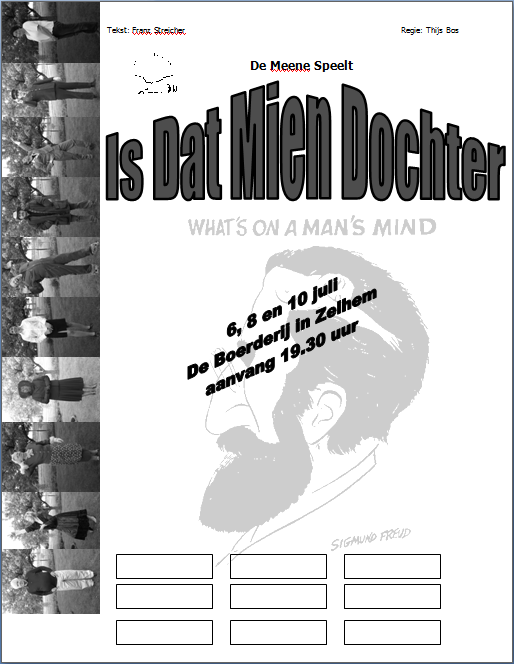 Tekst: Franz Streicher
Regie: Thijs Bos
De Meene Speelt
Is Dat Mien Dochter
WHAT'S ON A MAN'S MIND
6, 8 en 10 juli
De Boerderij in Zelhem
aanvang 19.30 uur
SIGMUND FREUD